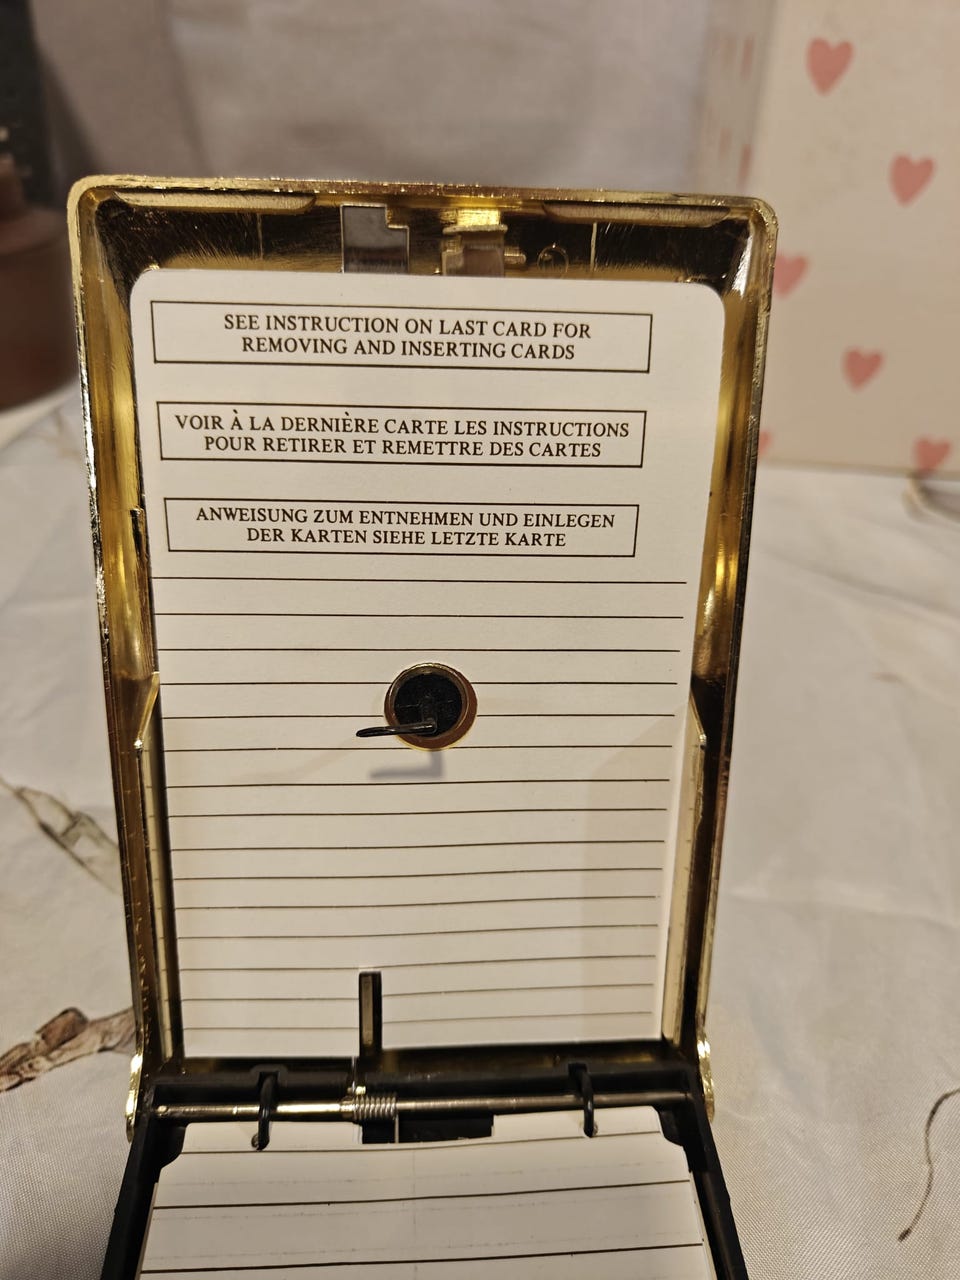 SEE INSTRUCTION ON LAST CARD FOR
REMOVING AND INSERTING CARDS
VOIR À LA DERNIÈRE CARTE LES INSTRUCTIONS
POUR RETIRER ET REMETTRE DES CARTES
ANWEISUNG ZUM ENTNEHMEN UND EINLEGEN
DER KARTEN SIEHE LETZTE KARTE